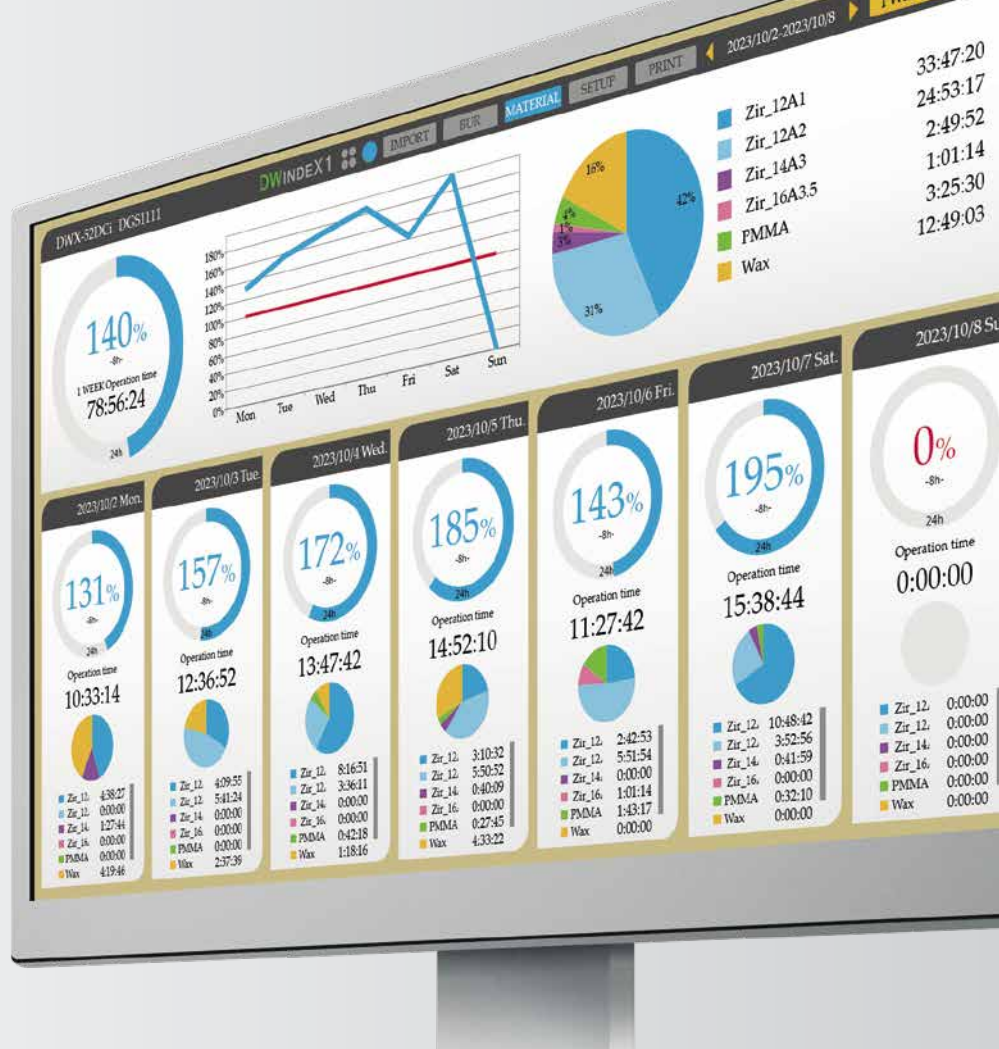 DWX-52DCi DGS1111
DWINDEX1
IMPORT
BUR
MATERIAL
SETUP
PRINT
2023/10/2-2023/10/8
140%
-8h-
1 WEEK Operation time
78:56:24
24h
180%
160%
140%
120%
100%
80%
60%
40%
20%
0%
Mon Tue Wed Thu Fri Sat Sun
16%
4%
1%
3%
31%
42%
Zir_12A1 33:47:20
Zir_12A2 24:53:17
Zir_14A3 2:49:52
Zir_16A3.5 1:01:14
PMMA 3:25:30
Wax 12:49:03
2023/10/2 Mon.
131%
-8h-
24h
Operation time
10:33:14
Zir_12. 4:38:27
Zir_12. 0:00:00
Zir_14. 1:27:44
Zir_16. 0:00:00
PMMA 0:00:00
Wax 4:19:46
2023/10/3 Tue.
157%
-8h-
24h
Operation time
12:36:52
Zir_12. 4:09:55
Zir_12. 5:41:24
Zir_14. 0:00:00
Zir_16. 0:00:00
PMMA 0:00:00
Wax 2:37:39
2023/10/4 Wed.
172%
-8h-
24h
Operation time
13:47:42
Zir_12. 8:16:51
Zir_12. 3:36:11
Zir_14. 0:00:00
Zir_16. 0:00:00
PMMA 0:42:18
Wax 1:18:16
2023/10/5 Thu.
185%
-8h-
24h
Operation time
14:52:10
Zir_12. 3:10:32
Zir_12. 5:50:52
Zir_14. 0:40:09
Zir_16. 0:00:00
PMMA 0:27:45
Wax 4:33:22
2023/10/6 Fri.
143%
-8h-
24h
Operation time
11:27:42
Zir_12. 2:42:53
Zir_12. 5:51:54
Zir_14. 0:00:00
Zir_16. 1:01:14
PMMA 1:43:17
Wax 0:00:00
2023/10/7 Sat.
195%
-8h-
24h
Operation time
15:38:44
Zir_12. 10:48:42
Zir_12. 3:52:56
Zir_14. 0:41:59
Zir_16. 0:00:00
PMMA 0:32:10
Wax 0:00:00
2023/10/8 Su
0%
-8h-
24h
Operation time
0:00:00
Zir_12. 0:00:00
Zir_12. 0:00:00
Zir_14. 0:00:00
Zir_16. 0:00:00
PMMA 0:00:00
Wax 0:00:00